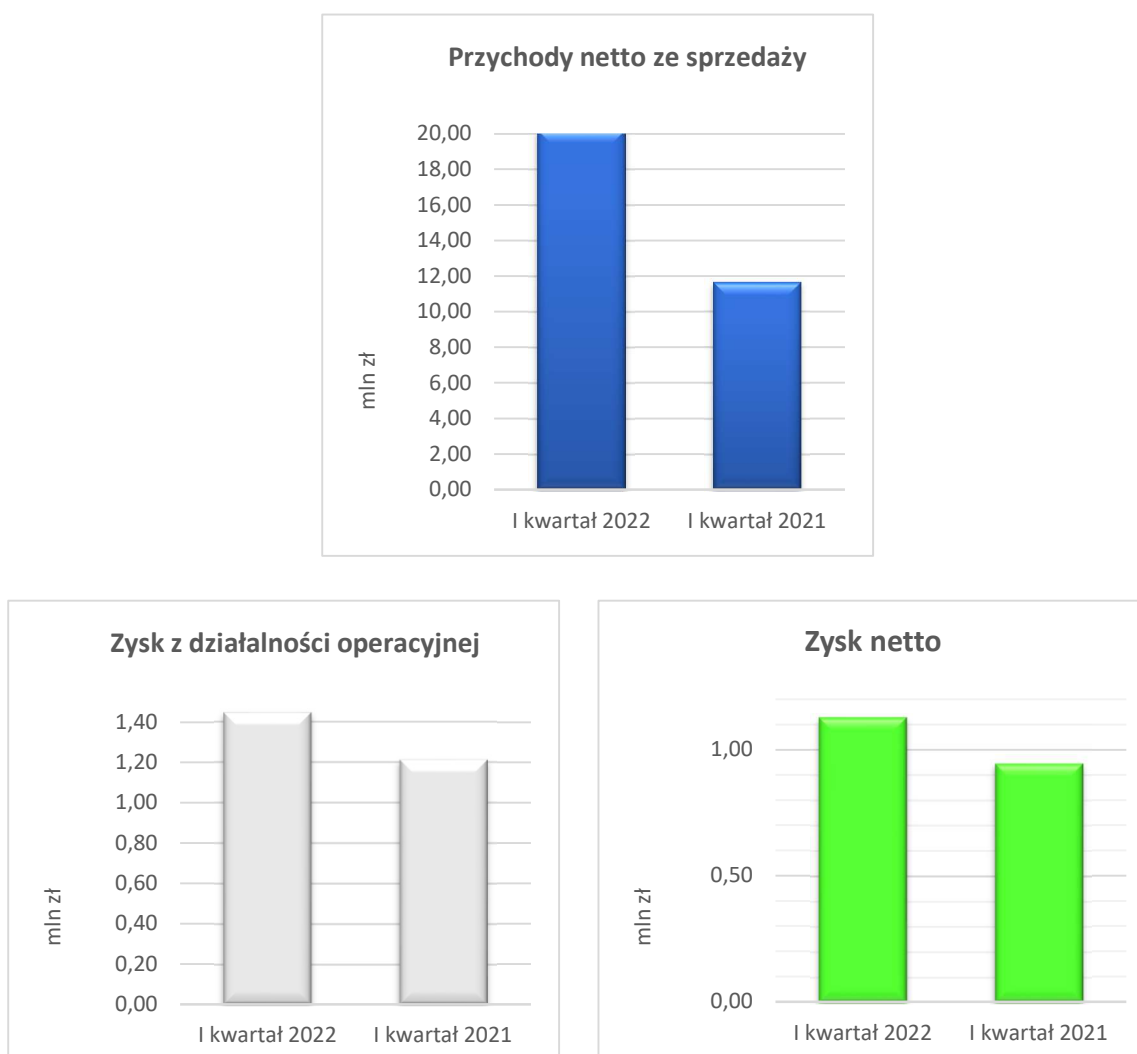 Przychody netto ze sprzedaży
20,00
18,00
16,00
14,00
12,00
10,00
8,00
6,00
4,00
2,00
0,00
mln zł
I kwartał 2022 I kwartał 2021
Zysk z działalności operacyjnej
1,40
1,20
1,00
0,80
0,60
0,40
0,20
0,00
mln zł
I kwartał 2022 I kwartał 2021
Zysk netto
1,00
0,50
0,00
mln zł
I kwartał 2022 I kwartał 2021